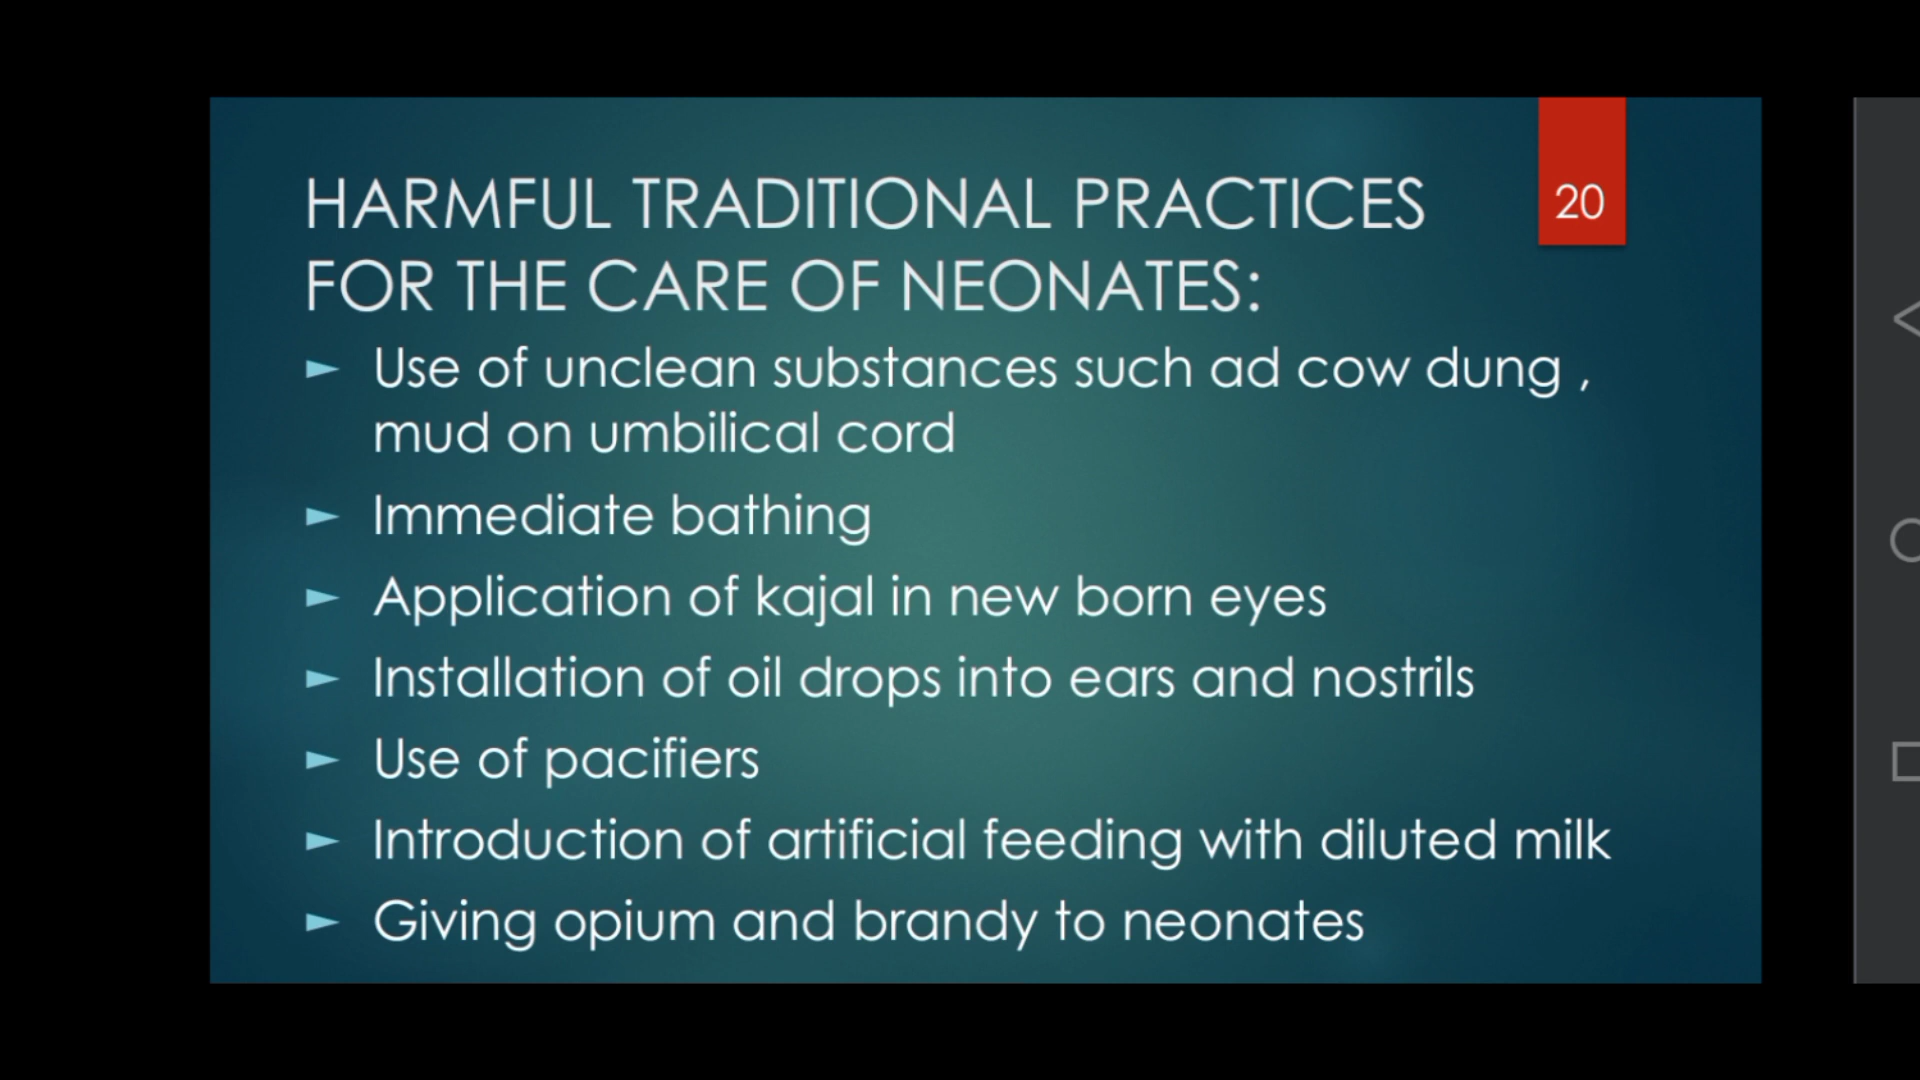 HARMFUL TRADITIONAL PRACTICES
20
FOR THE CARE OF NEONATES:
► Use of unclean substances such ad cow dung ,
mud on umbilical cord
► Immediate bathing
► Application of kajal in new born eyes
► Installation of oil drops into ears and nostrils
► Use of pacifiers
► Introduction of artificial feeding with diluted milk
► Giving opium and brandy to neonates